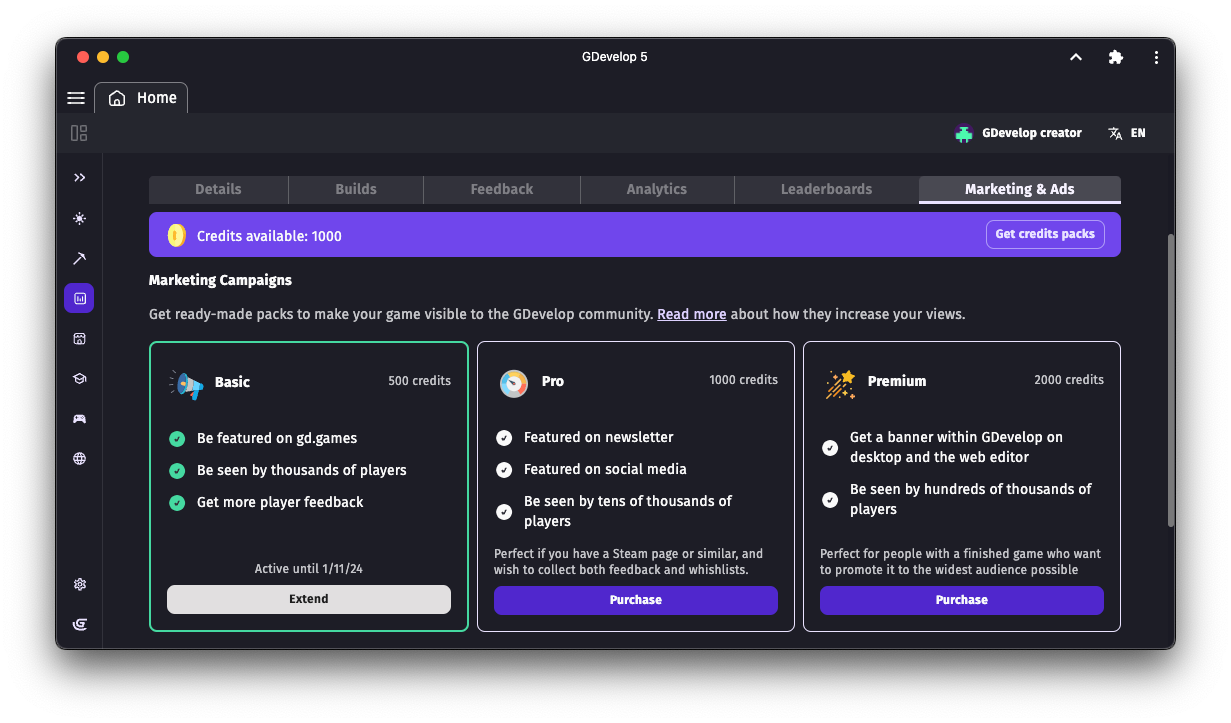 GDevelop 5
Home
GDevelop creator
EN
Details
Builds
Feedback
Analytics
Leaderboards
Marketing & Ads
Credits available: 1000
Get credits packs
Marketing Campaigns
Get ready-made packs to make your game visible to the GDevelop community. Read more about how they increase your views.
Basic
500 credits
Be featured on gd.games
Be seen by thousands of players
Get more player feedback
Active until 1/11/24
Extend
Pro
1000 credits
Featured on newsletter
Featured on social media
Be seen by tens of thousands of
players
Perfect if you have a Steam page or similar, and
wish to collect both feedback and whishlists.
Purchase
Premium
2000 credits
Get a banner within GDevelop on
desktop and the web editor
Be seen by hundreds of thousands of
players
Perfect for people with a finished game who want
to promote it to the widest audience possible
Purchase